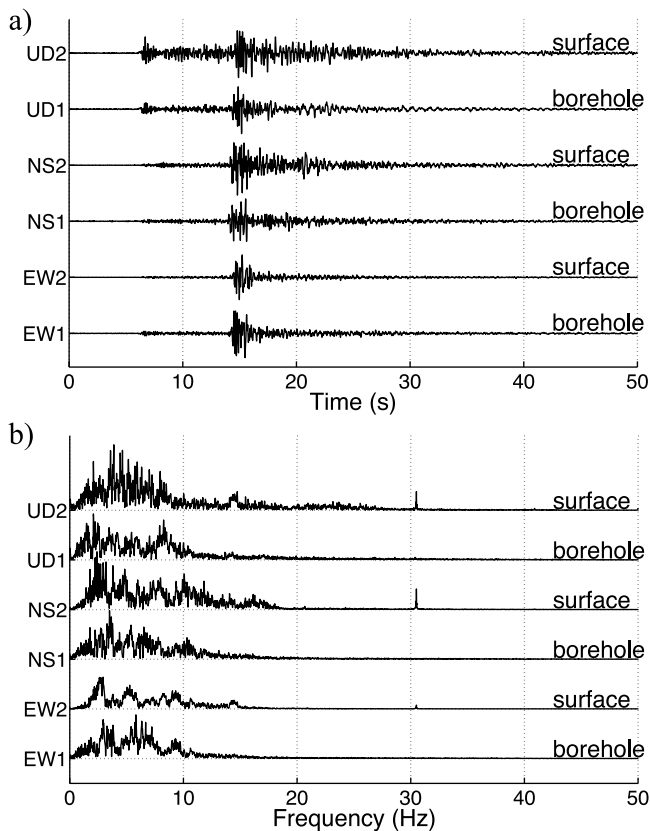 a)
UD2 surface
UD1 borehole
NS2 surface
NS1 borehole
EW2 surface
EW1 borehole
0 10 20 30 40 50
Time (s)
b)
UD2 surface
UD1 borehole
NS2 surface
NS1 borehole
EW2 surface
EW1 borehole
0 10 20 30 40 50
Frequency (Hz)